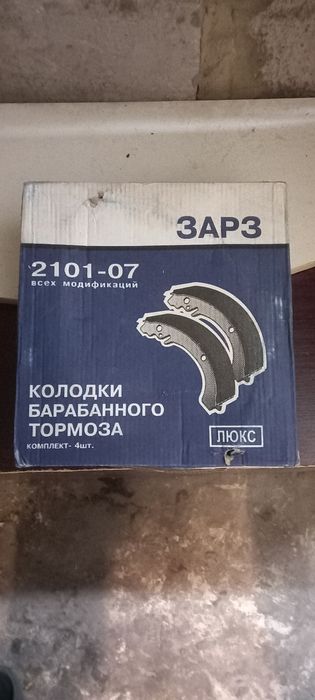 ЗАРЗ
2101-07
всех модификаций
КОЛОДКИ
БАРАБАННОГО
ТОРМОЗА
КОМПЛЕКТ- 4шт.
ЛЮКС